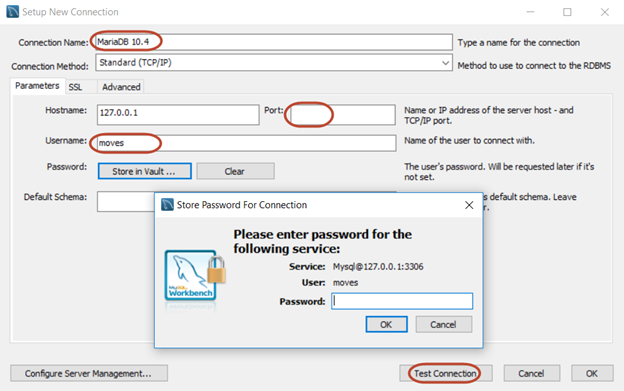 Setup New Connection
Connection Name: MariaDB 10.4 Type a name for the connection
Connection Method: Standard (TCP/IP) Method to use to connect to the RDBMS
Parameters SSL Advanced
Hostname: 127.0.0.1 Port: Name or IP address of the server host - and
TCP/IP port.
Username: moves Name of the user to connect with.
Password: Store in Vault ... Clear The user's password. Will be requested later if it's
not set.
Default Schema: s default schema. Leave
r.
Store Password For Connection
Please enter password for the
following service:
Service: Mysql@127.0.0.1:3306
User: moves
Password:
MySQL
Workbench
OK Cancel
Configure Server Management... Test Connection Cancel OK